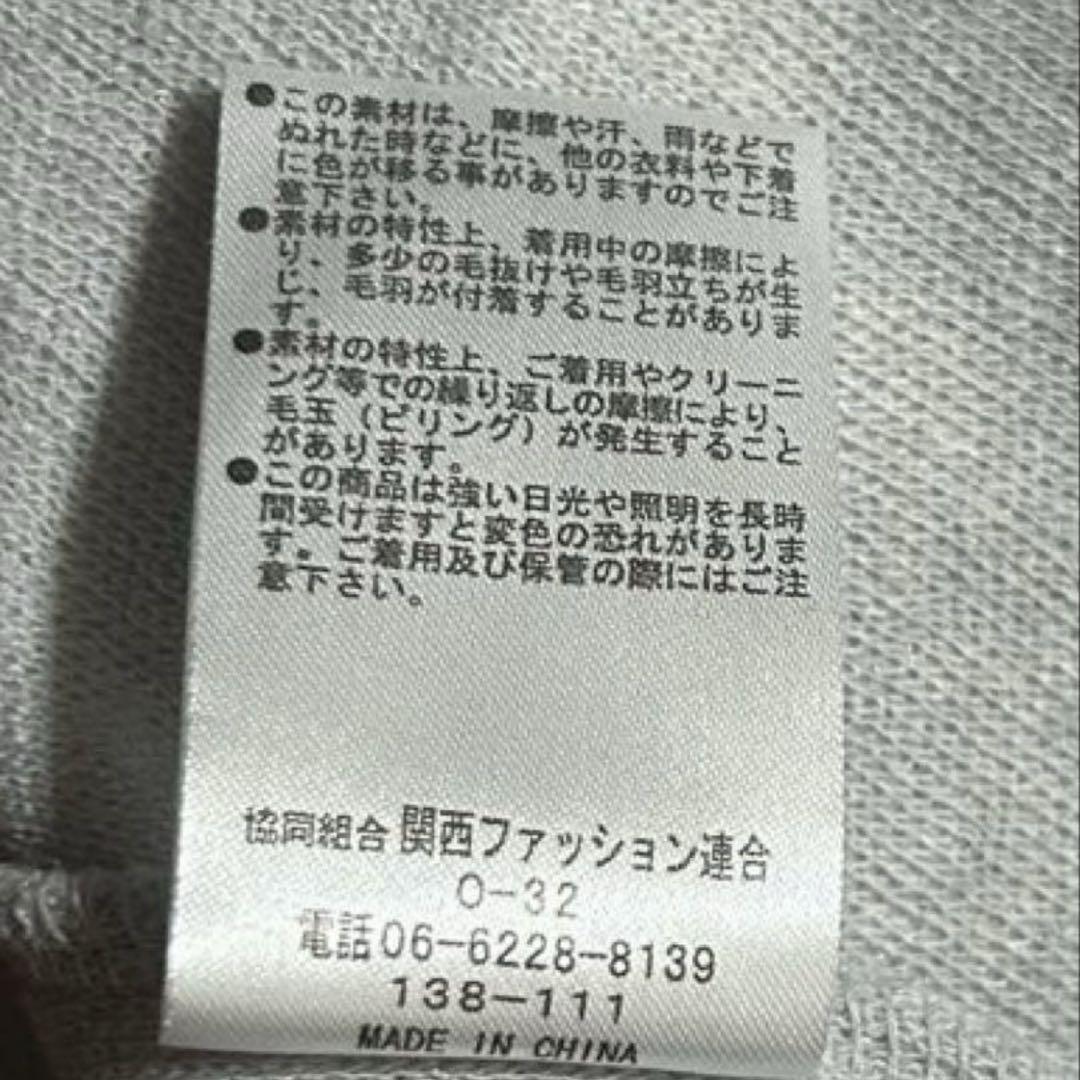 ●この素材は、摩擦や汗、雨などで
ぬれた時などに、他の衣料や下着
に色が移る事がありますのでご注
意下さい。
●素材の特性上、着用中の摩擦によ
り、多少の毛抜けや毛羽立ちが生
じ、毛羽が付着することがありま
す。
●素材の特性上、ご着用やクリーニ
ング等での繰り返しの摩擦により、
毛玉(ピリング)が発生すること
があります。
●この商品は強い日光や照明を長時
間受けますと変色の恐れがありま
す。ご着用及び保管の際にはご注
意下さい。
協同組合 関西ファッション連合
O-32
電話06-6228-8139
138-111
MADE IN CHINA